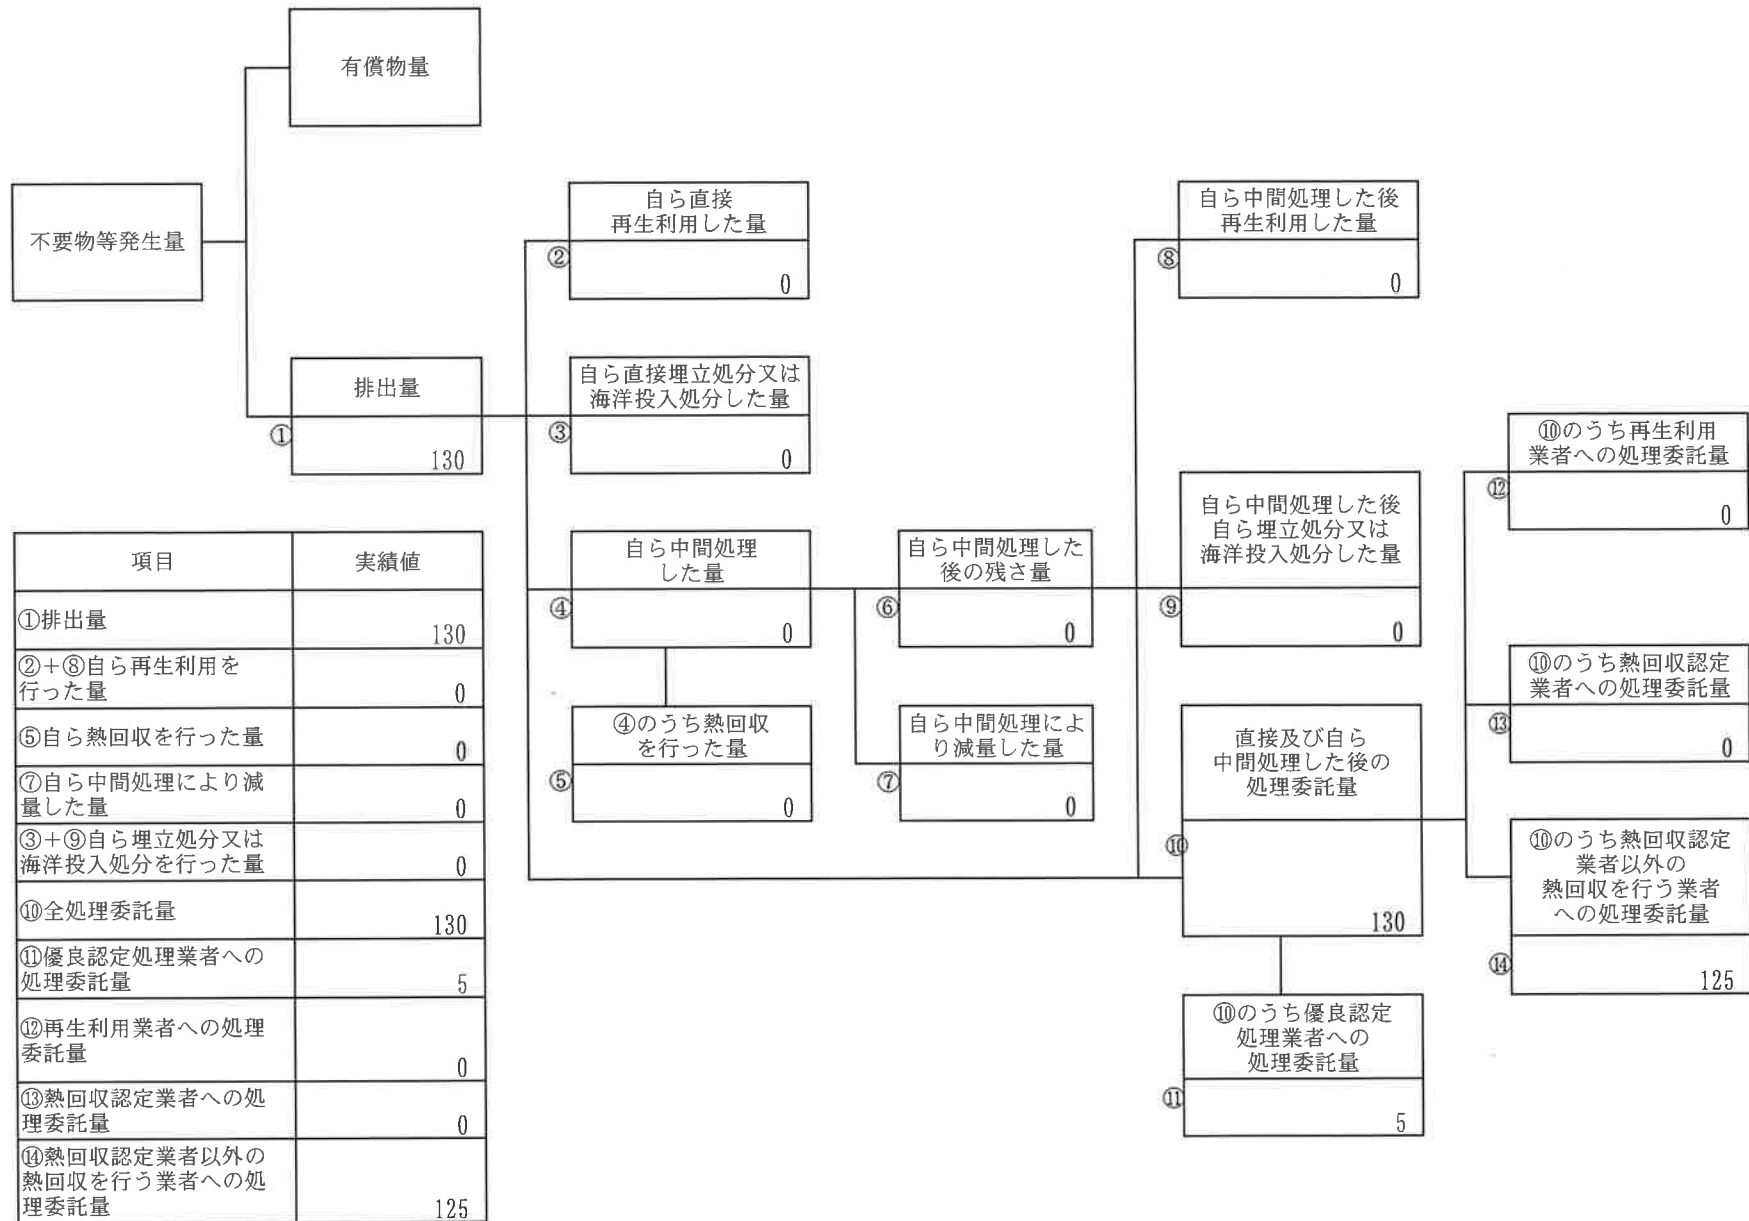 有償物量
不要物等発生量
自ら直接
再生利用した量
②
0
自ら中間処理した後
再生利用した量
⑧
0
排出量
①
130
自ら直接埋立処分又は
海洋投入処分した量
③
0
⑩のうち再生利用
業者への処理委託量
⑫
0
自ら中間処理
した量
④
0
自ら中間処理した
後の残さ量
⑥
0
自ら中間処理した後
自ら埋立処分又は
海洋投入処分した量
⑨
0
⑩のうち熱回収認定
業者への処理委託量
⑬
0
④のうち熱回収
を行った量
⑤
0
自ら中間処理によ
り減量した量
⑦
0
直接及び自ら
中間処理した後の
処理委託量
⑩
130
⑩のうち熱回収認定
業者以外の
熱回収を行う業者
への処理委託量
⑭
125
⑩のうち優良認定
処理業者への
処理委託量
⑪
5
項目 実績値
①排出量 130
②+⑧自ら再生利用を
行った量 0
⑤自ら熱回収を行った量 0
⑦自ら中間処理により減
量した量 0
③+⑨自ら埋立処分又は
海洋投入処分を行った量 0
⑩全処理委託量 130
⑪優良認定処理業者への
処理委託量 5
⑫再生利用業者への処理
委託量 0
⑬熱回収認定業者への処
理委託量 0
⑭熱回収認定業者以外の
熱回収を行う業者への処
理委託量 125